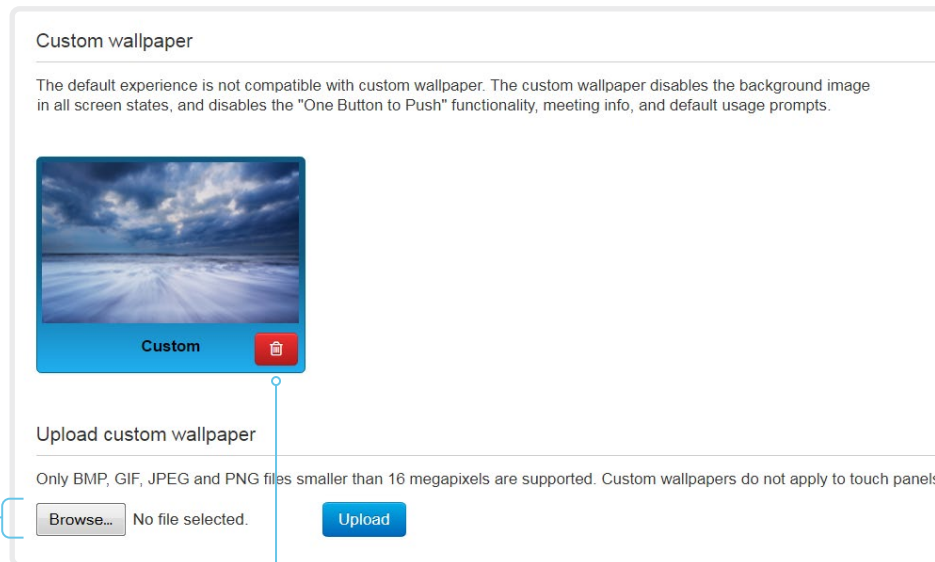 Custom wallpaper
The default experience is not compatible with custom wallpaper. The custom wallpaper disables the background image
in all screen states, and disables the "One Button to Push" functionality, meeting info, and default usage prompts.
Custom
Upload custom wallpaper
Only BMP, GIF, JPEG and PNG files smaller than 16 megapixels are supported. Custom wallpapers do not apply to touch panels
Browse... No file selected. Upload